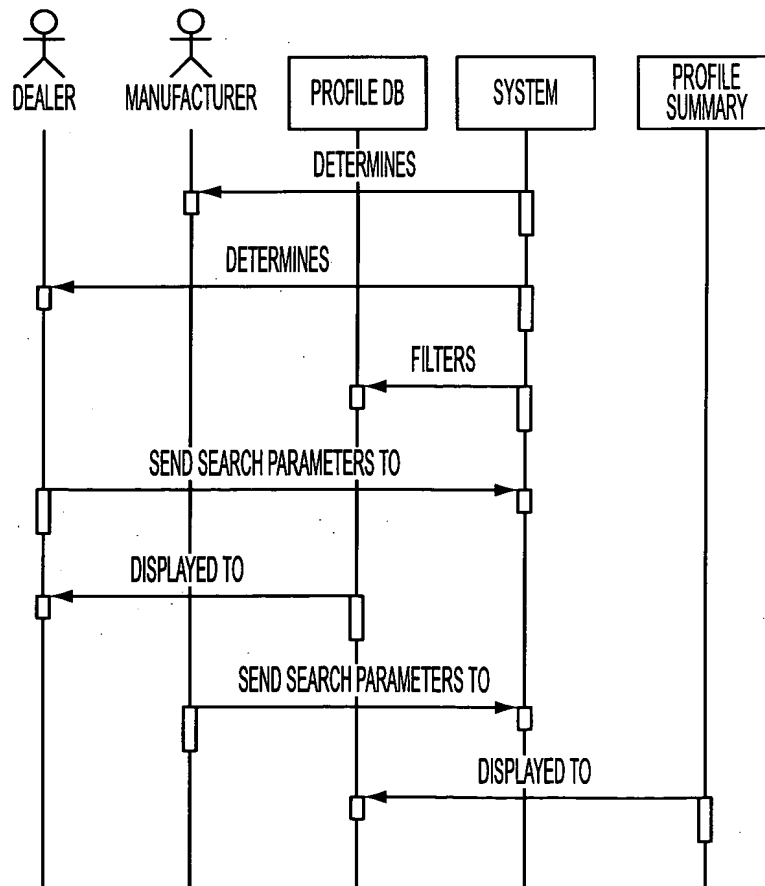 DEALER
MANUFACTURER
PROFILE DB
SYSTEM
PROFILE
SUMMARY
DETERMINES
DETERMINES
FILTERS
SEND SEARCH PARAMETERS TO
DISPLAYED TO
SEND SEARCH PARAMETERS TO
DISPLAYED TO